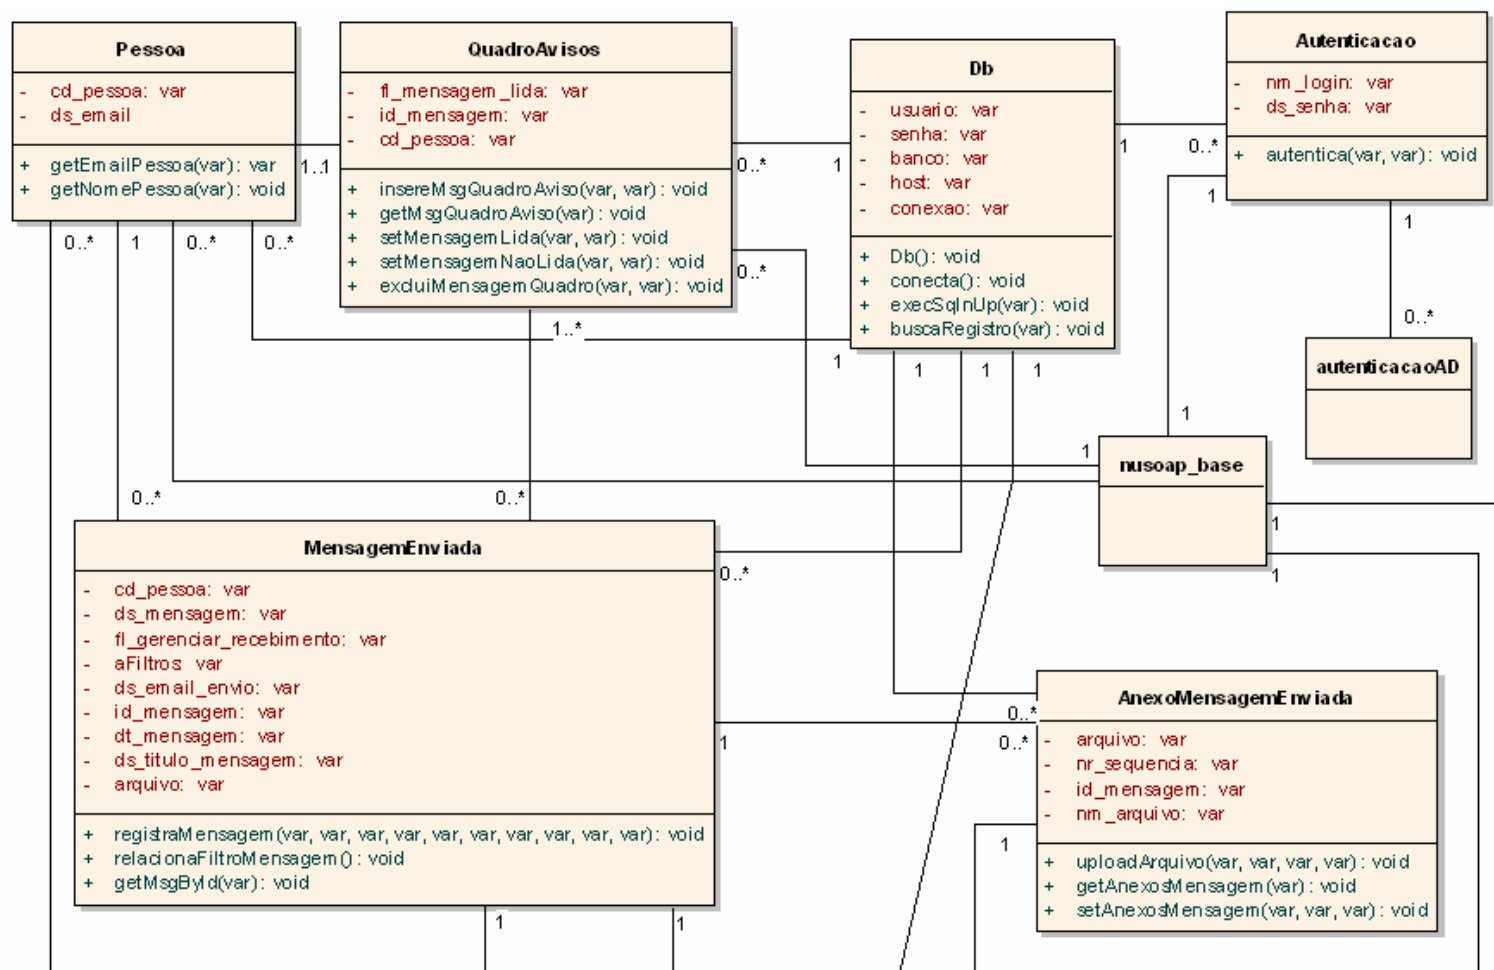 Pessoa
- cd_pessoa: var
- ds_email
+ getEmailPessoa(var): var
+ getNomePessoa(var): void
QuadroAvisos
- fl_mensagem_lida: var
- id_mensagem: var
- cd_pessoa: var
+ insereMsgQuadroAviso(var, var): void
+ getMsgQuadroAviso(var): void
+ setMensagemLida(var, var): void
+ setMensagemNaoLida(var, var): void
+ excluiMensagemQuadro(var, var): void
Db
- usuario: var
- senha: var
- banco: var
- host: var
- conexao: var
+ Db(): void
+ conecta(): void
+ execSqlnUp(var): void
+ buscaRegistro(var): void
Autenticacao
- nm_login: var
- ds_senha: var
+ autentica(var, var): void
1..1
0..*
1
1
0..*
1
1
0..*
1
0..*
0..*
0..*
1..*
1
1
1
1
0..*
autenticacaoAD
1
1
nusoap_base
1
1
0..*
0..*
MensagemEnviada
- cd_pessoa: var
- ds_mensagem: var
- fl_gerenciar_recebimento: var
- aFiltros: var
- ds_email_envio: var
- id_mensagem: var
- dt_mensagem: var
- ds_titulo_mensagem: var
- arquivo: var
+ registraMensagem(var, var, var, var, var, var, var, var, var, var): void
+ relacionaFiltroMensagem(): void
+ getMsgById(var): void
0..*
1
0..*
0..*
AnexoMensagemEnviada
- arquivo: var
- nr_sequencia: var
- id_mensagem: var
- nm_arquivo: var
+ uploadArquivo(var, var, var, var): void
+ getAnexosMensagem(var): void
+ setAnexosMensagem(var, var, var): void
1
1
1